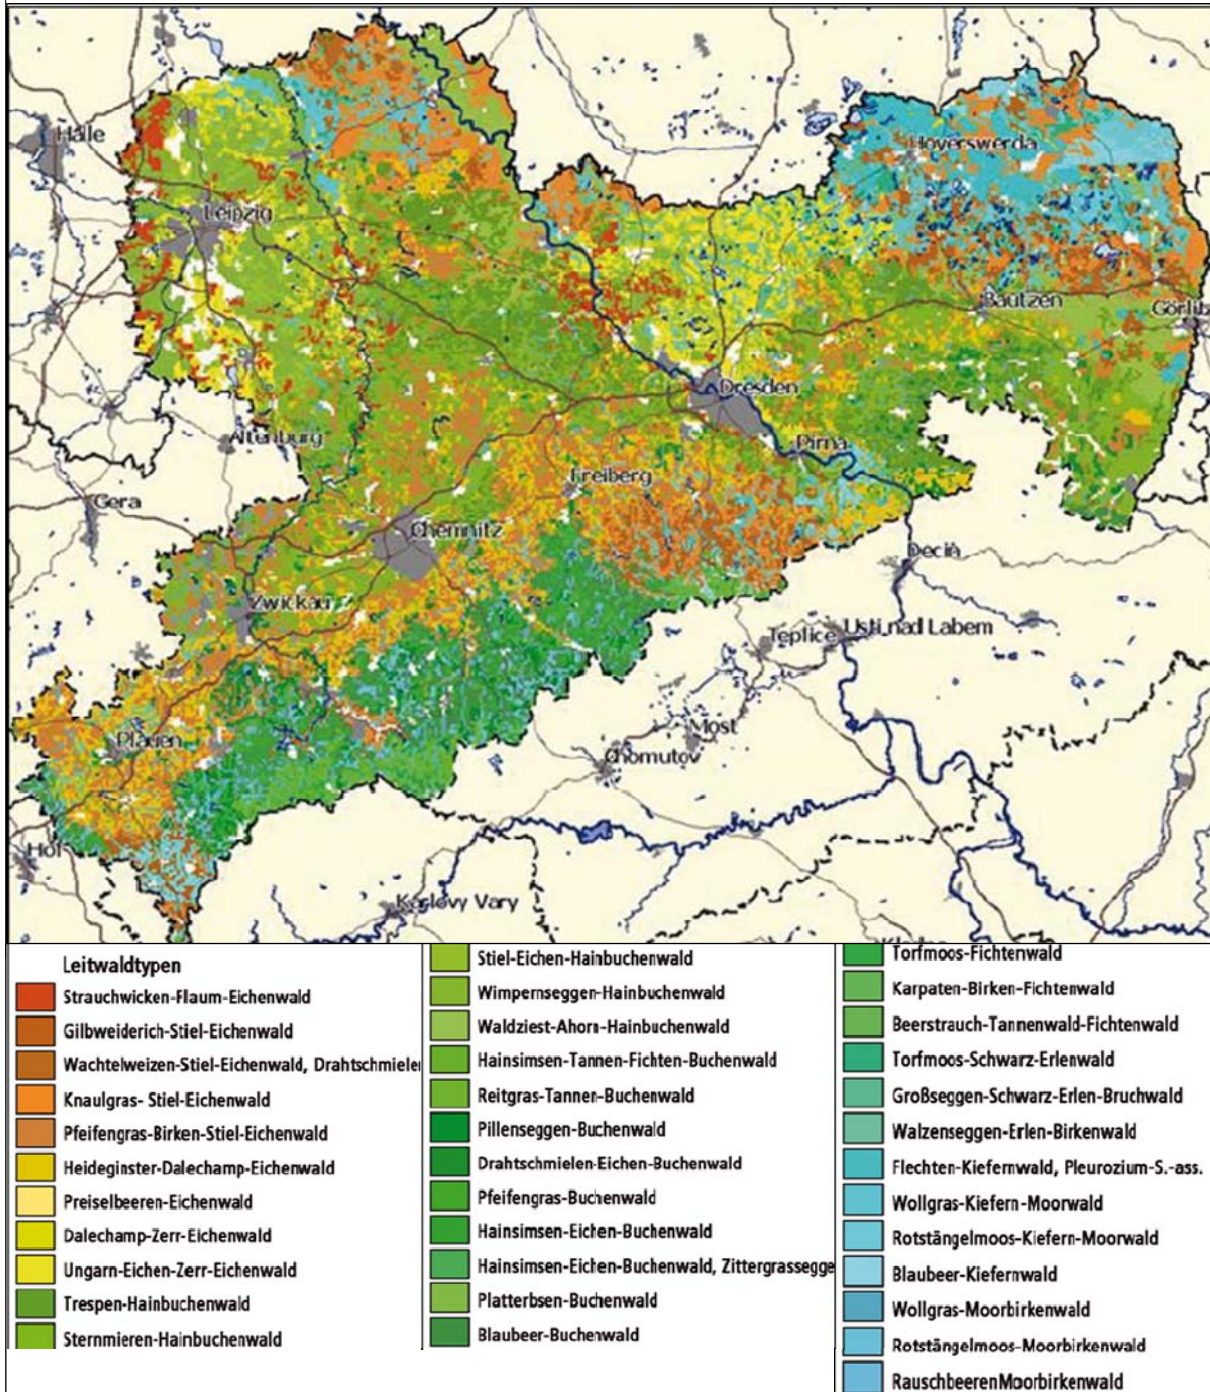 Halle
Hoyerswerda
Leipzig
Bautzen
Görlitz
Dresden
Altenburg
Pirna
Freiberg
Gera
Chemnitz
Decin
Zwickau
Teplice
Usti nad Labem
Plauen
Most
Chomutov
Hof
Karlovy Vary
Leitwaldtypen
Strauchwicken-Flaum-Eichenwald
Gilbweiderich-Stiel-Eichenwald
Wachtelweizen-Stiel-Eichenwald, Drahtschmielen
Knaulgras- Stiel-Eichenwald
Pfeifengras-Birken-Stiel-Eichenwald
Heideginster-Dalechamp-Eichenwald
Preiselbeeren-Eichenwald
Dalechamp-Zerr-Eichenwald
Ungarn-Eichen-Zerr-Eichenwald
Trespen-Hainbuchenwald
Sternmieren-Hainbuchenwald
Stiel-Eichen-Hainbuchenwald
Wimpernseggen-Hainbuchenwald
Waldziest-Ahorn-Hainbuchenwald
Hainsimsen-Tannen-Fichten-Buchenwald
Reitgras-Tannen-Buchenwald
Pillenseggen-Buchenwald
Drahtschmielen-Eichen-Buchenwald
Pfeifengras-Buchenwald
Hainsimsen-Eichen-Buchenwald
Hainsimsen-Eichen-Buchenwald, Zittergrassegge
Platterbsen-Buchenwald
Blaubeer-Buchenwald
Torfmoos-Fichtenwald
Karpaten-Birken-Fichtenwald
Beerstrauch-Tannenwald-Fichtenwald
Torfmoos-Schwarz-Erlenwald
Großseggen-Schwarz-Erlen-Bruchwald
Walzenseggen-Erlen-Birkenwald
Flechten-Kiefernwald, Pleurozium-S.-ass.
Wollgras-Kiefern-Moorwald
Rotstängelmoos-Kiefern-Moorwald
Blaubeer-Kiefernwald
Wollgras-Moorbirkenwald
Rotstängelmoos-Moorbirkenwald
RauschbeerenMoorbirkenwald